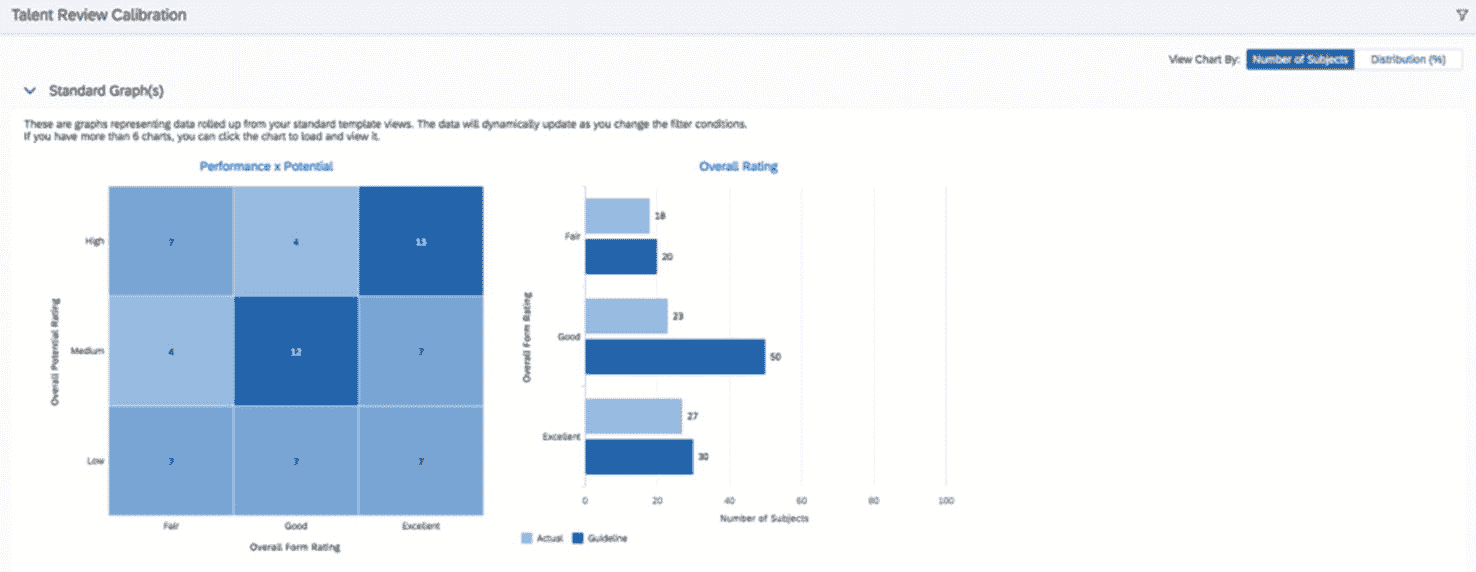 Talent Review Calibration
View Chart By: Number of Subjects Distribution (%)
Standard Graph(s)
These are graphs representing data rolled up from your standard template views. The data will dynamically update as you change the filter conditions.
If you have more than 6 charts, you can click the chart to load and view it.
Performance x Potential
Overall Potential Rating
High 7 4 13
Medium 4 12 7
Low 7 7 7
Fair Good Excellent
Overall Form Rating
Overall Rating
Overall Form Rating
Fair 18
20
Good 23
50
Excellent 27
30
0 20 40 60 80 100
Number of Subjects
Actual Guideline